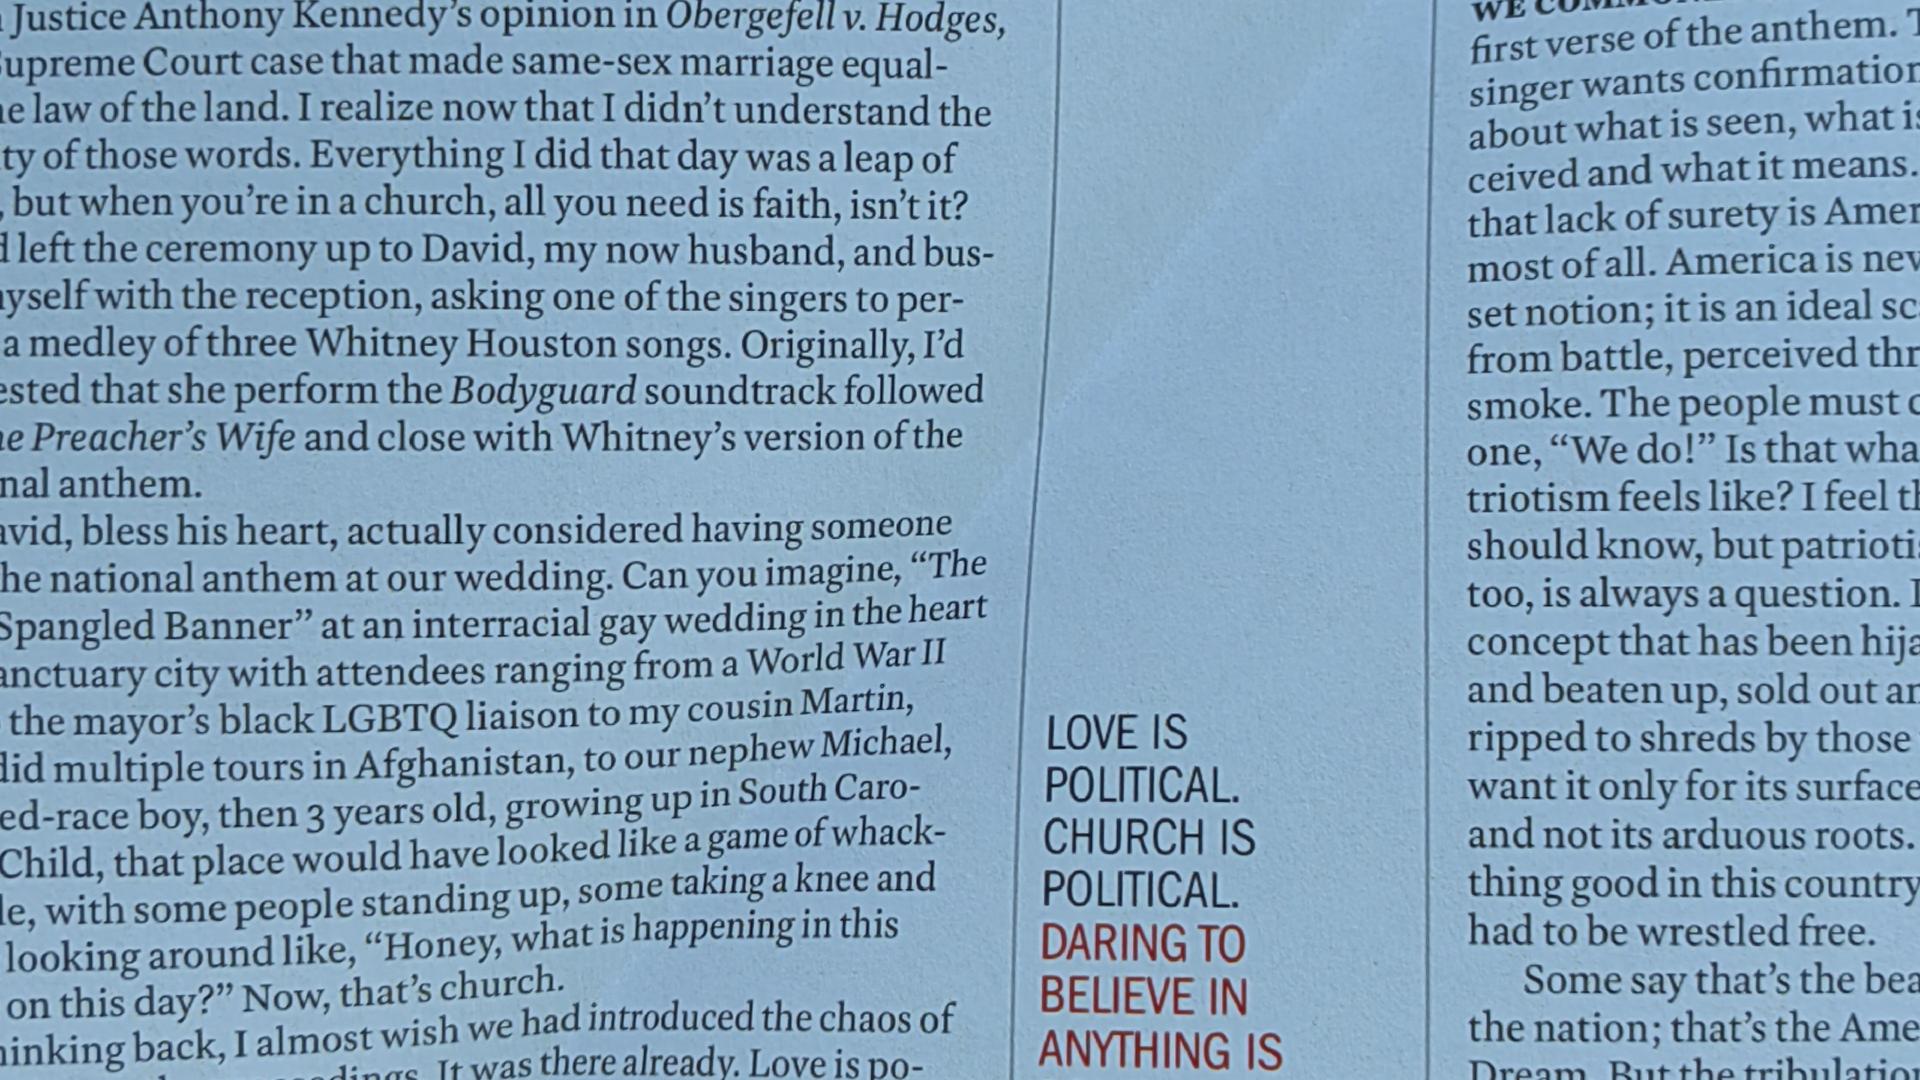 Justice Anthony Kennedy's opinion in Obergefell v. Hodges,
Supreme Court case that made same-sex marriage equal-
law of the land. I realize now that I didn't understand the
ty of those words. Everything I did that day was a leap of
, but when you're in a church, all you need is faith, isn't it?
left the ceremony up to David, my now husband, and bus-
yself with the reception, asking one of the singers to per-
a medley of three Whitney Houston songs. Originally, I'd
ested that she perform the Bodyguard soundtrack followed
Preacher's Wife and close with Whitney's version of the
nal anthem.
avid, bless his heart, actually considered having someone
he national anthem at our wedding. Can you imagine, "The
Spangled Banner" at an interracial gay wedding in the heart
anctuary city with attendees ranging from a World War II
the mayor's black LGBTQ liaison to my cousin Martin,
did multiple tours in Afghanistan, to our nephew Michael,
ed-race boy, then 3 years old, growing up in South Caro-
Child, that place would have looked like a game of whack-
le, with some people standing up, some taking a knee and
looking around like, "Honey, what is happening in this
on this day?" Now, that's church.
hinking back, I almost wish we had introduced the chaos of
It was there already. Love is po-
LOVE IS
POLITICAL.
CHURCH IS
POLITICAL.
DARING TO
BELIEVE IN
ANYTHING IS
WE
first verse of the anthem.
singer wants confirmation
about what is seen, what is
ceived and what it means.
that lack of surety is Amer
most of all. America is nev
set notion; it is an ideal sc
from battle, perceived thr
smoke. The people must
one, "We do!" Is that wha
triotism feels like? I feel th
should know, but patrioti
too, is always a question. I
concept that has been hija
and beaten up, sold out an
ripped to shreds by those
want it only for its surface
and not its arduous roots.
thing good in this country
had to be wrestled free.
Some say that's the bea
the nation; that's the Ame
Dream. But the tribulation